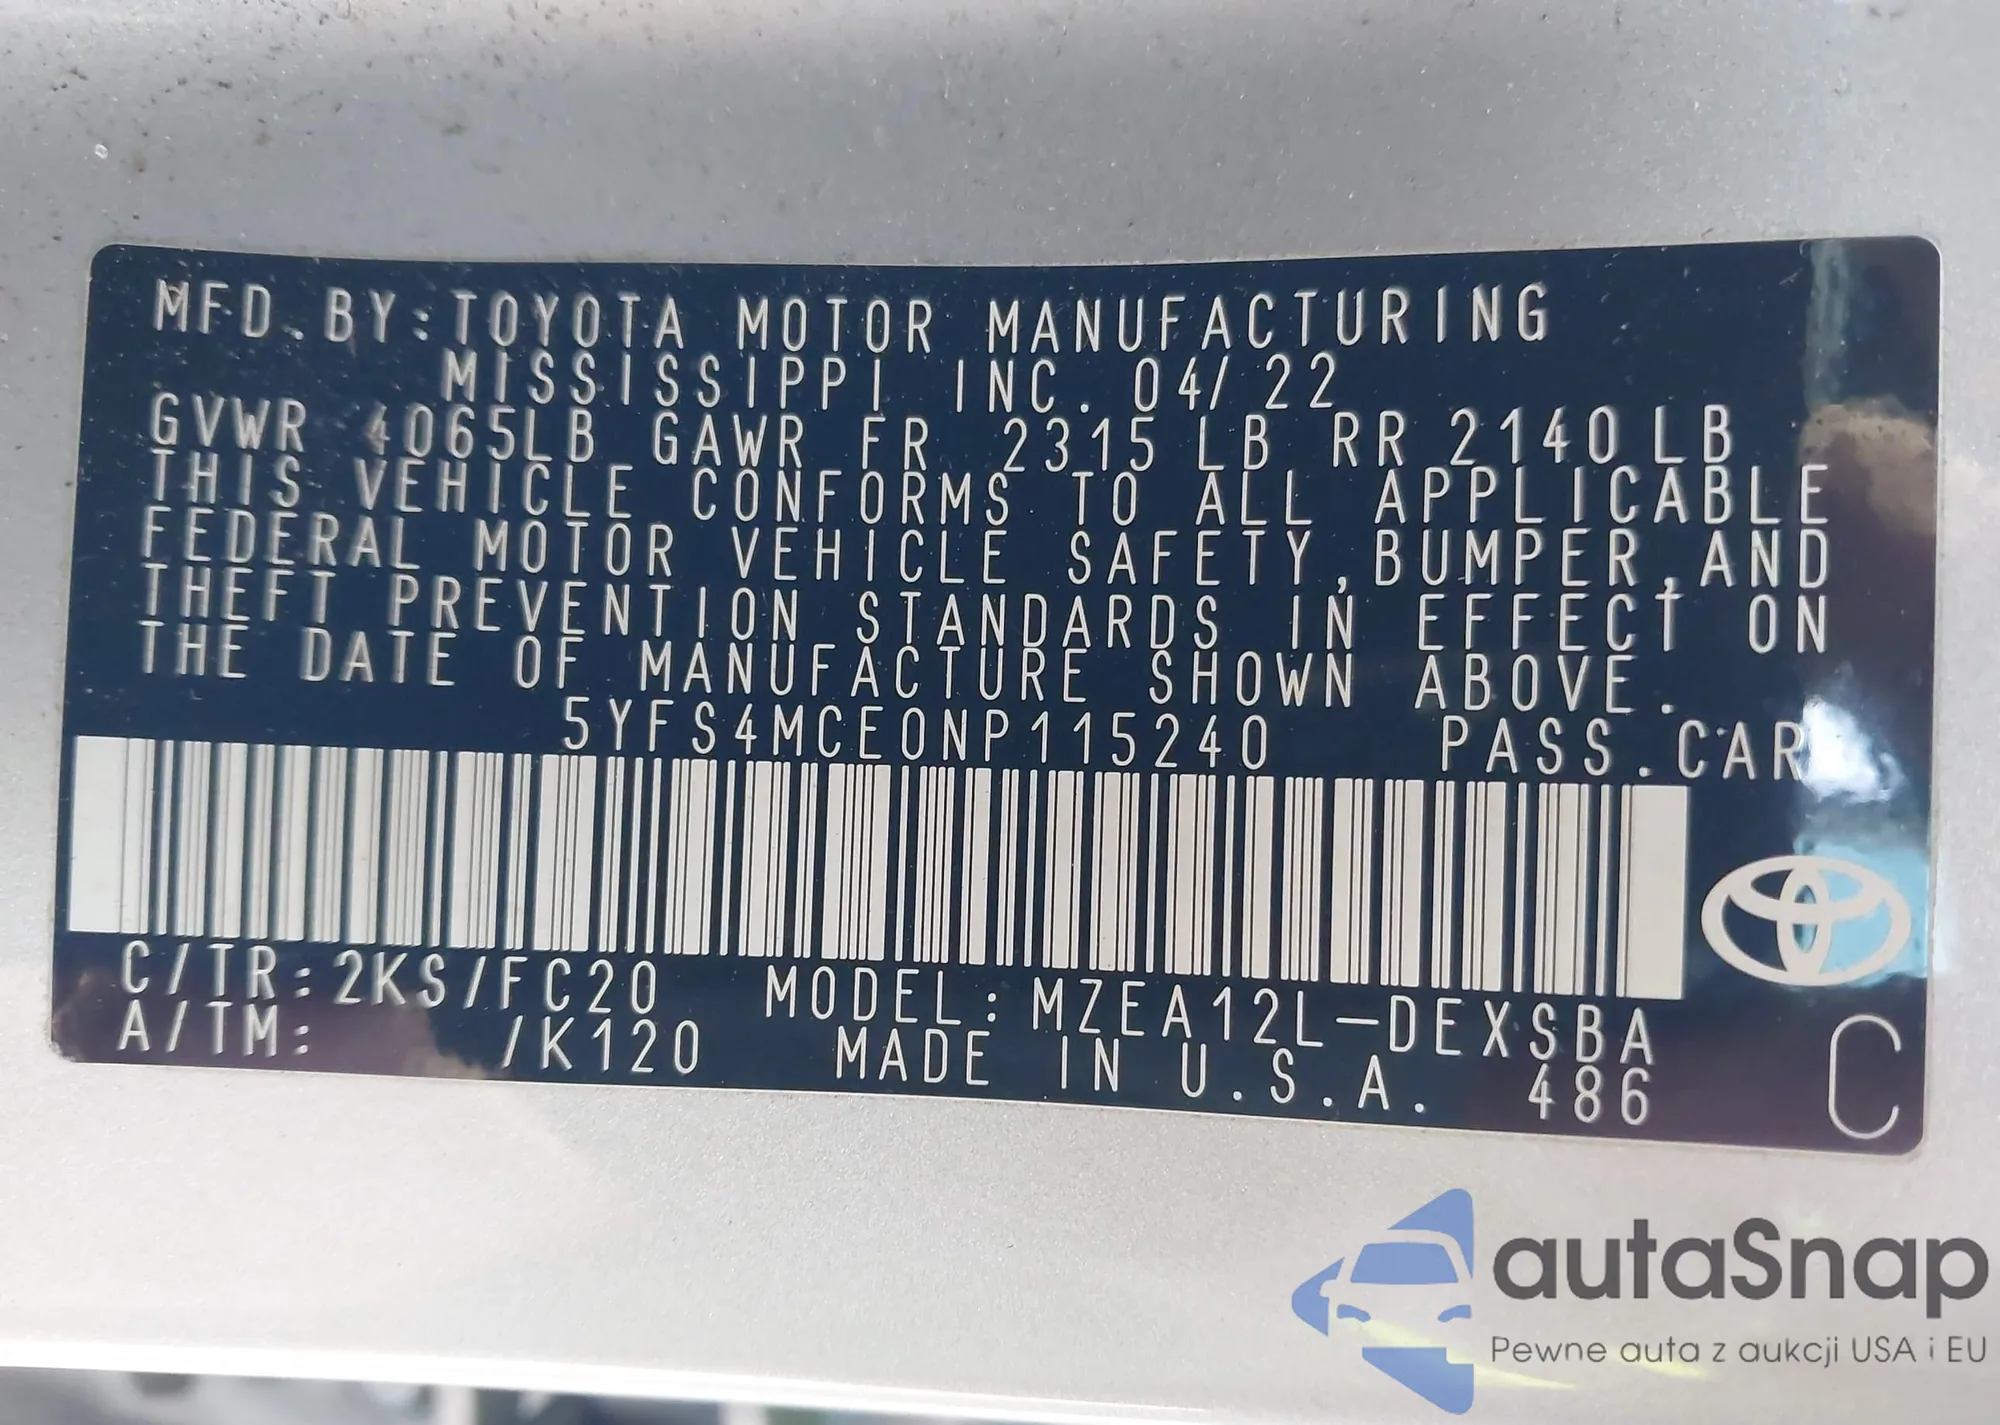 MFD. BY: TOYOTA MOTOR MANUFACTURING
MISSISSIPPI INC. 04/22
GVWR 4065LB GAWR FR 2315 LB RR 2140LB
THIS VEHICLE CONFORMS TO ALL APPLICABLE
FEDERAL MOTOR VEHICLE SAFETY, BUMPER, AND
THEFT PREVENTION STANDARDS IN EFFECT ON
THE DATE OF MANUFACTURE SHOWN ABOVE.
5YFS4MCE0NP115240 PASS. CAR
C/TR: 2KS/FC20 MODEL: MZEA12L-DEXSBA
A/TM: /K120 MADE IN U.S.A. 486
C
autaSnap
Pewne auta z aukcji USA i EU